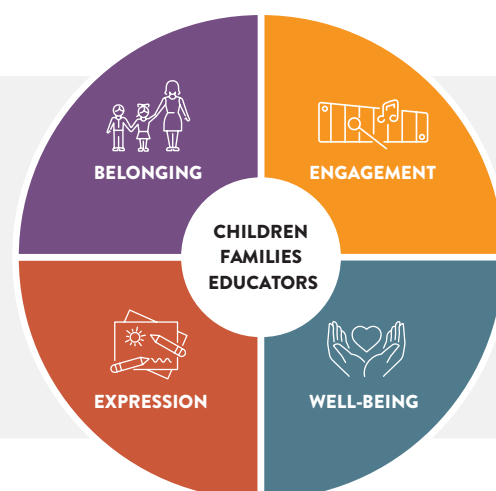 BELONGING
ENGAGEMENT
CHILDREN
FAMILIES
EDUCATORS
EXPRESSION
WELL-BEING